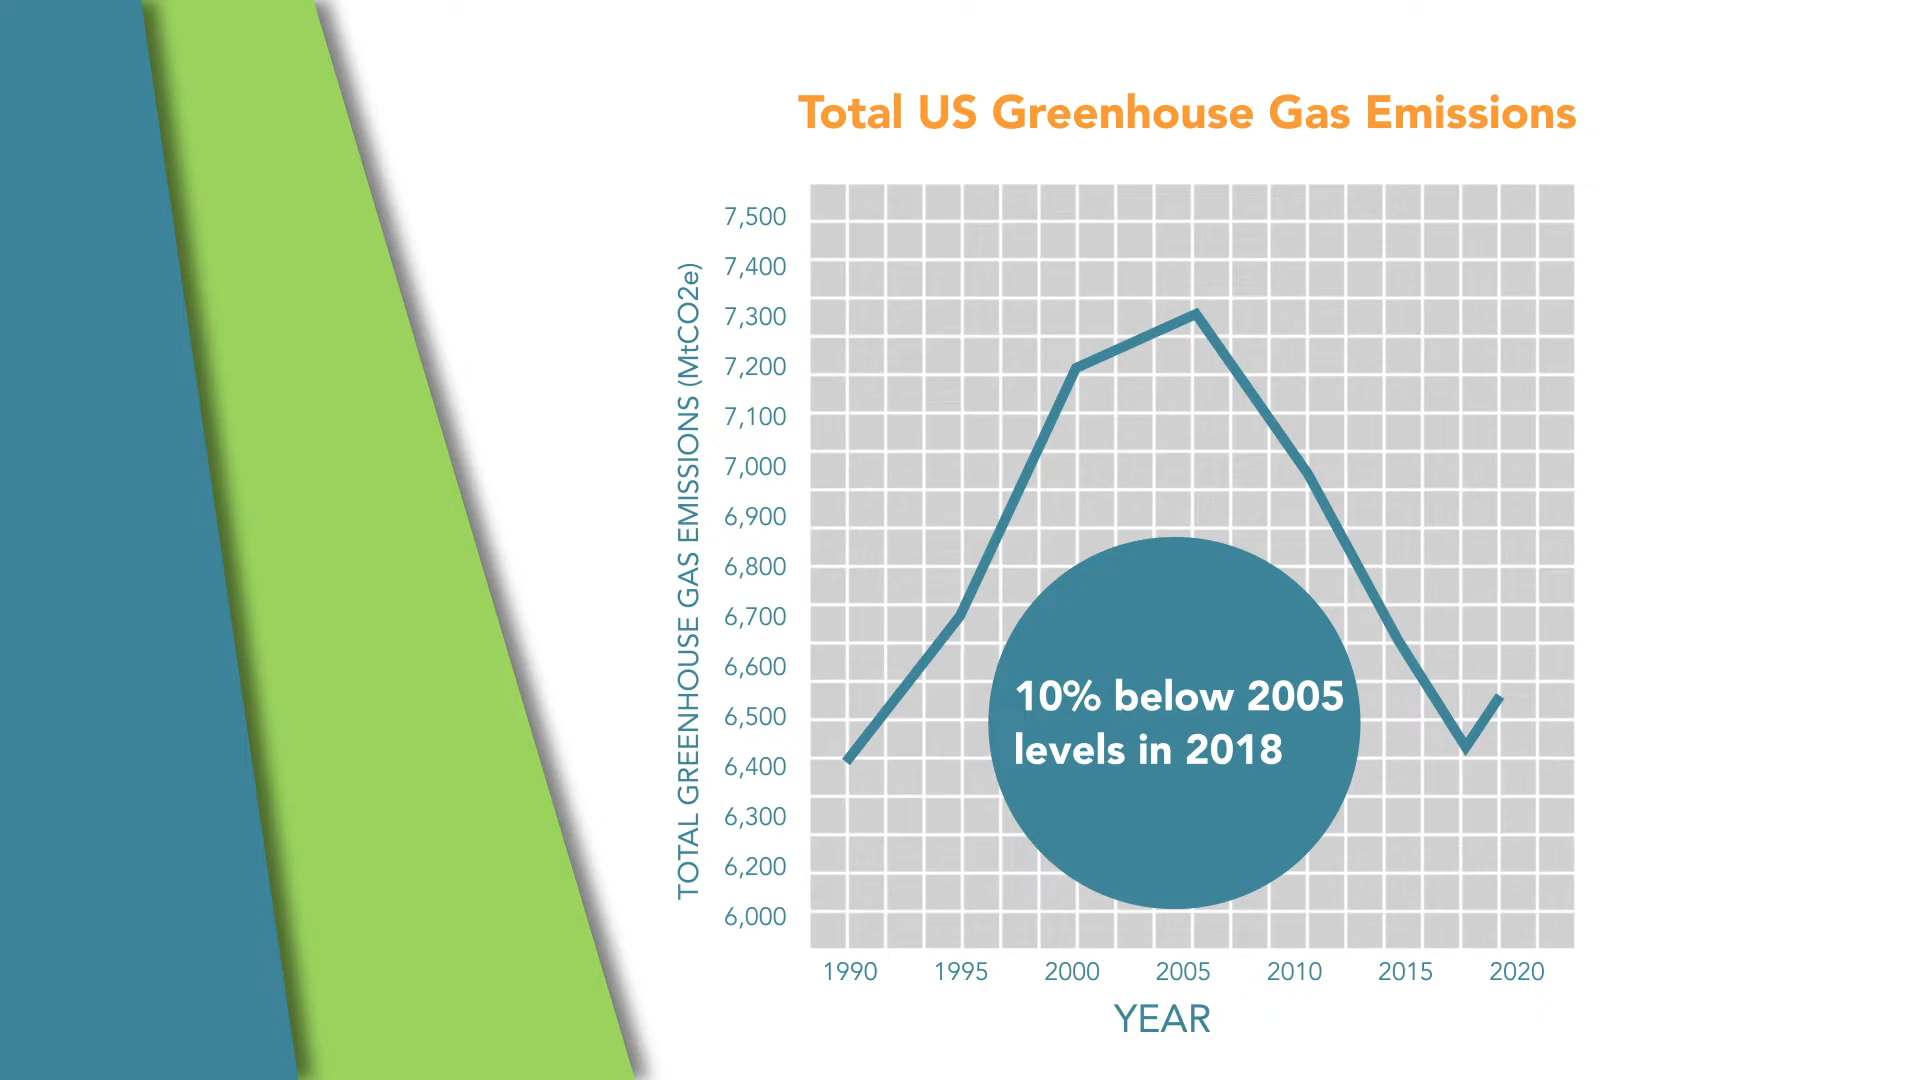 Total US Greenhouse Gas Emissions
TOTAL GREENHOUSE GAS EMISSIONS (MtCO2e)
7,500
7,400
7,300
7,200
7,100
7,000
6,900
6,800
6,700
6,600
6,500
6,400
6,300
6,200
6,000
10% below 2005
levels in 2018
1990 1995 2000 2005 2010 2015 2020
YEAR